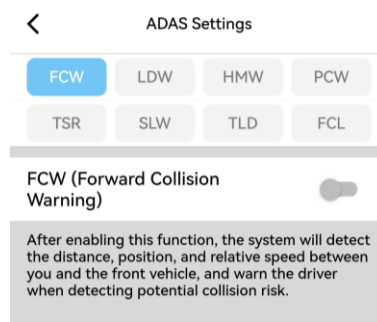 ADAS Settings
FCW LDW HMW PCW
TSR SLW TLD FCL
FCW (Forward Collision
Warning)
After enabling this function, the system will detect
the distance, position, and relative speed between
you and the front vehicle, and warn the driver
when detecting potential collision risk.